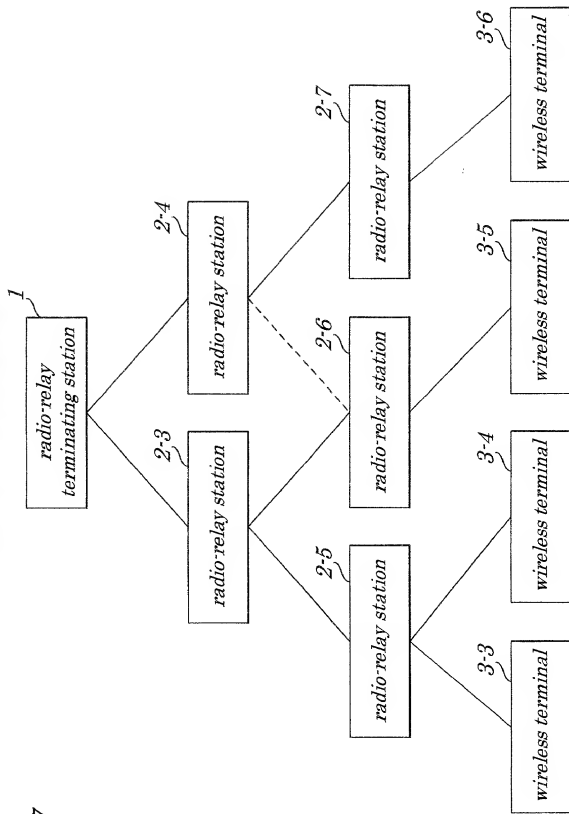 1
radio-relay
terminating station
2-3
radio-relay station
2-4
radio-relay station
2-5
radio-relay station
2-6
radio-relay station
2-7
radio-relay station
3-3
wireless terminal
3-4
wireless terminal
3-5
wireless terminal
3-6
wireless terminal